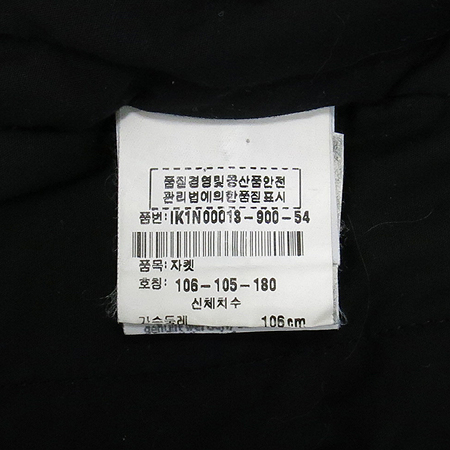 품질경영및공산품안전
관리법에의한품질표시
품번: IK1N00013-900-54
품목: 자켓
호칭: 106-105-180
신체치수
가슴둘레 106cm